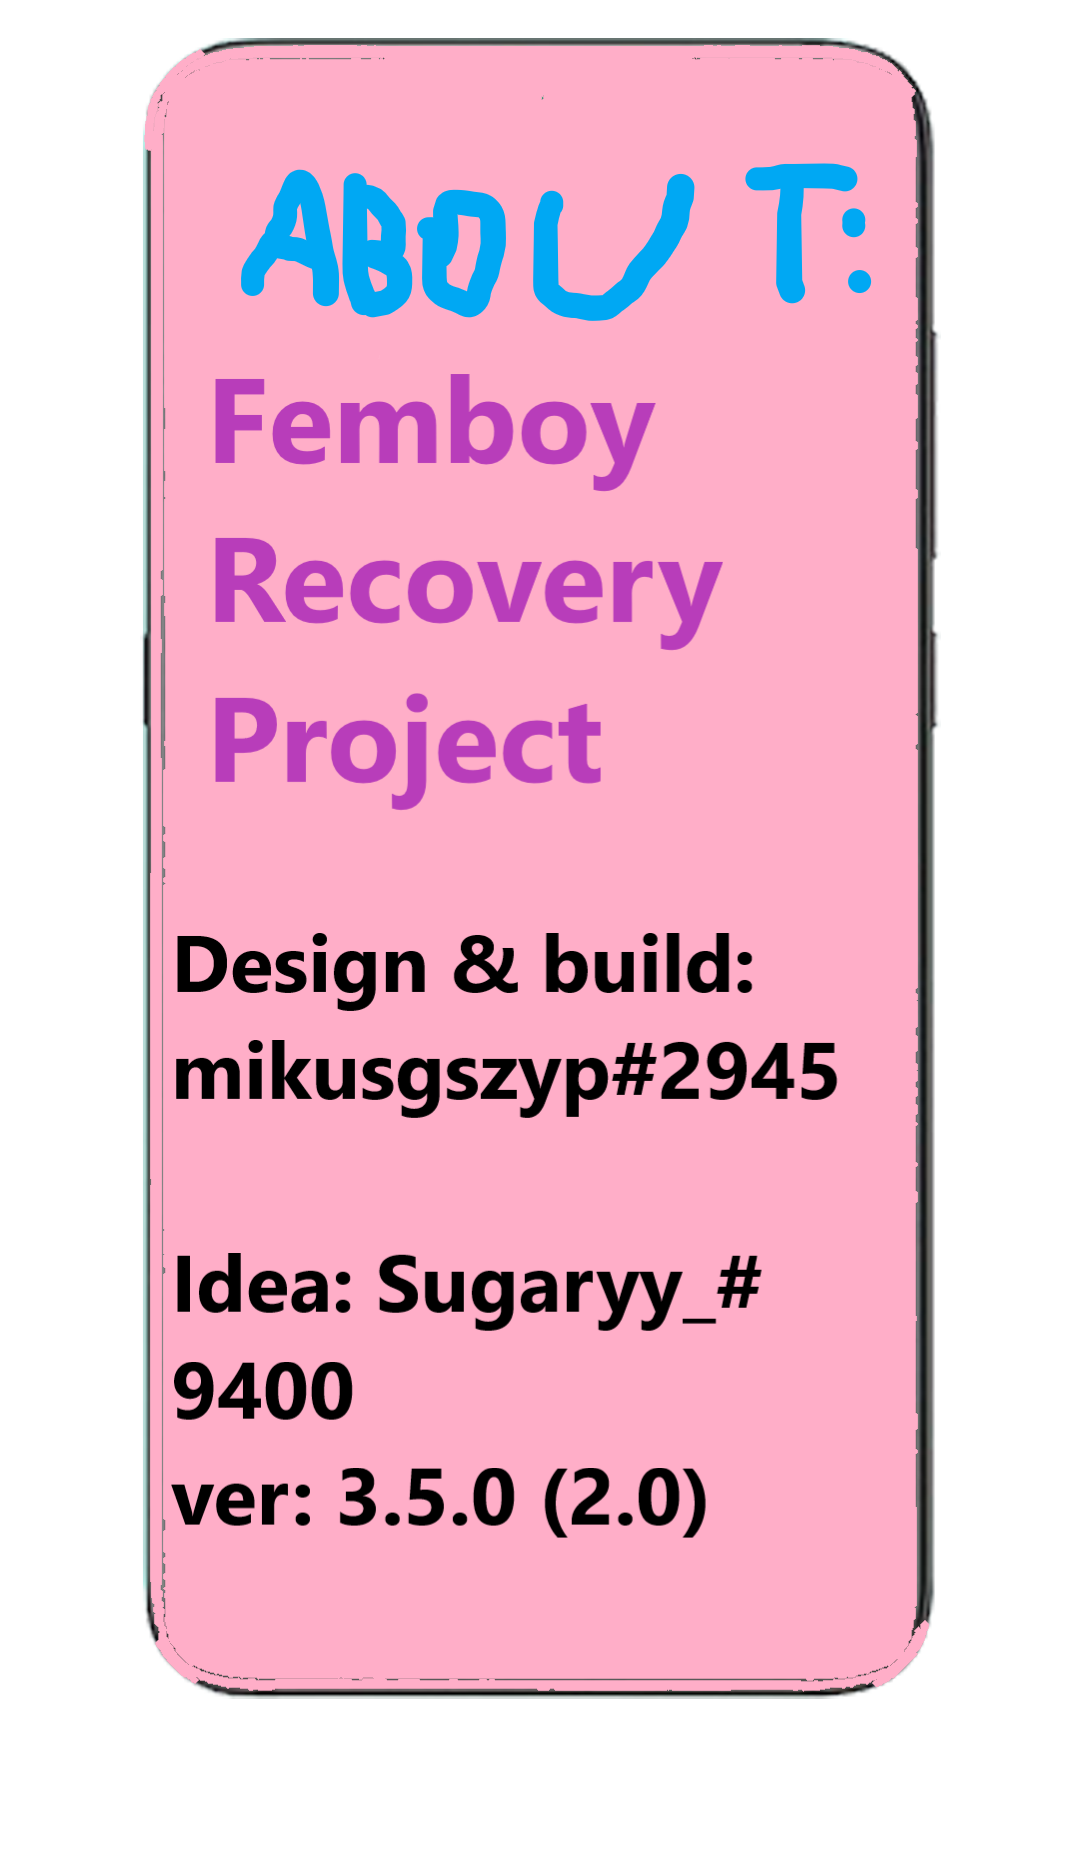 ABOUT:
Femboy
Recovery
Project
Design & build:
mikusgszyp#2945
Idea: Sugaryy_#
9400
ver: 3.5.0 (2.0)